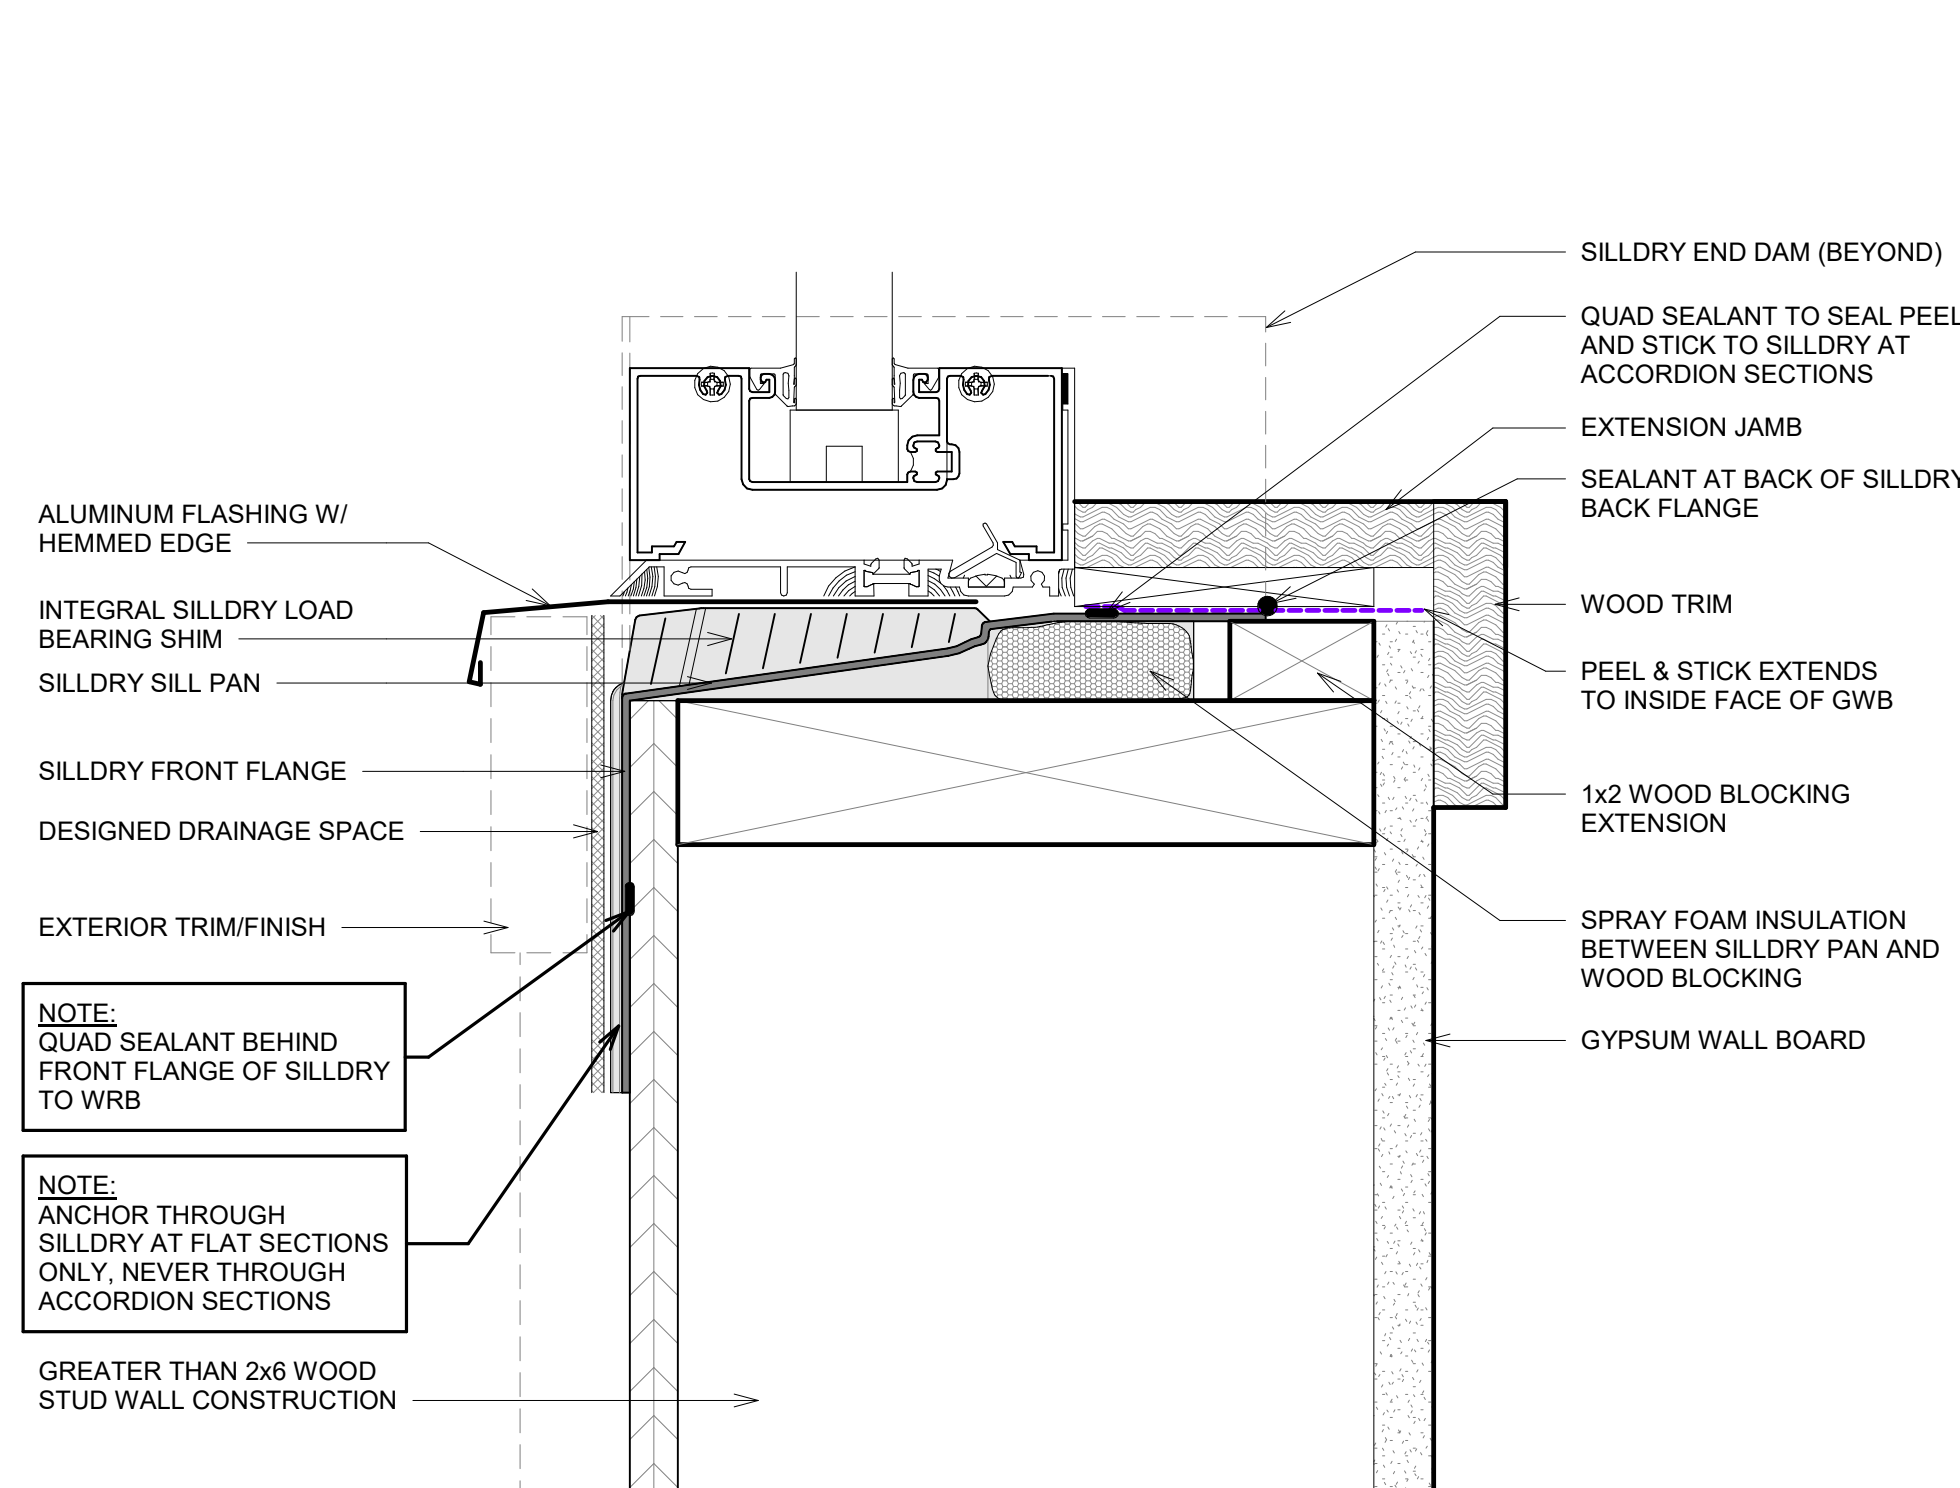 ALUMINUM FLASHING W/
HEMMED EDGE
INTEGRAL SILLDRY LOAD
BEARING SHIM
SILLDRY SILL PAN
SILLDRY FRONT FLANGE
DESIGNED DRAINAGE SPACE
EXTERIOR TRIM/FINISH
NOTE:
QUAD SEALANT BEHIND
FRONT FLANGE OF SILLDRY
TO WRB
NOTE:
ANCHOR THROUGH
SILLDRY AT FLAT SECTIONS
ONLY, NEVER THROUGH
ACCORDION SECTIONS
GREATER THAN 2x6 WOOD
STUD WALL CONSTRUCTION
SILLDRY END DAM (BEYOND)
QUAD SEALANT TO SEAL PEEL
AND STICK TO SILLDRY AT
ACCORDION SECTIONS
EXTENSION JAMB
SEALANT AT BACK OF SILLDRY
BACK FLANGE
WOOD TRIM
PEEL & STICK EXTENDS
TO INSIDE FACE OF GWB
1x2 WOOD BLOCKING
EXTENSION
SPRAY FOAM INSULATION
BETWEEN SILLDRY PAN AND
WOOD BLOCKING
GYPSUM WALL BOARD